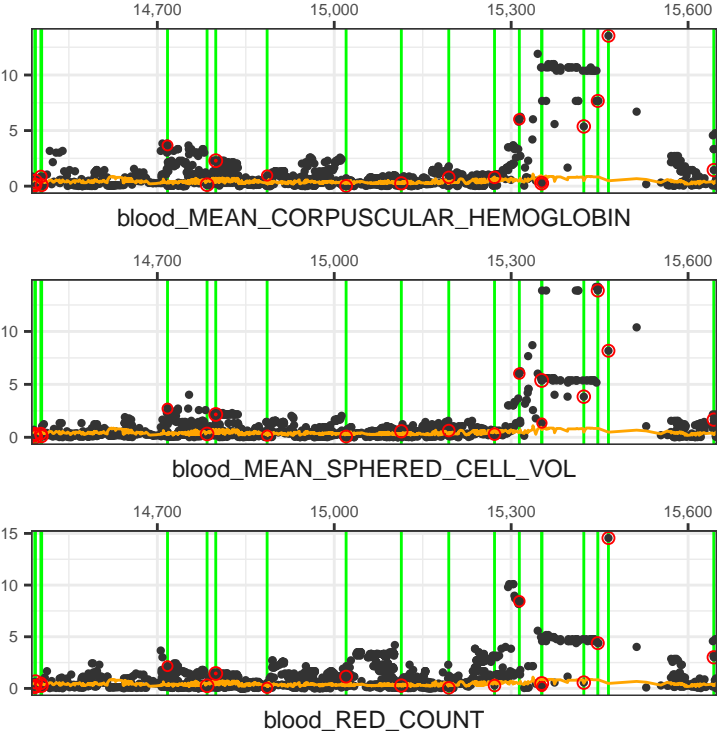 14,700 15,000 15,300 15,600
10
5
0
blood_MEAN_CORPUSCULAR_HEMOGLOBIN
14,700 15,000 15,300 15,600
10
5
0
blood_MEAN_SPHERED_CELL_VOL
14,700 15,000 15,300 15,600
15
10
5
0
blood_RED_COUNT